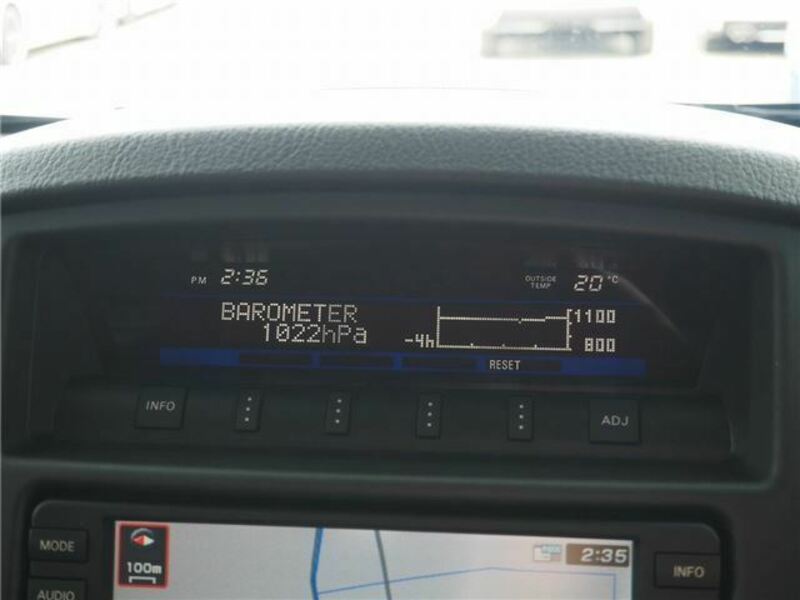 PM 2:36
OUTSIDE TEMP 20 °C
BAROMETER
1022hPa
-4h
1100
800
RESET
INFO
ADJ
MODE
100m
2:35
INFO
AUDIO